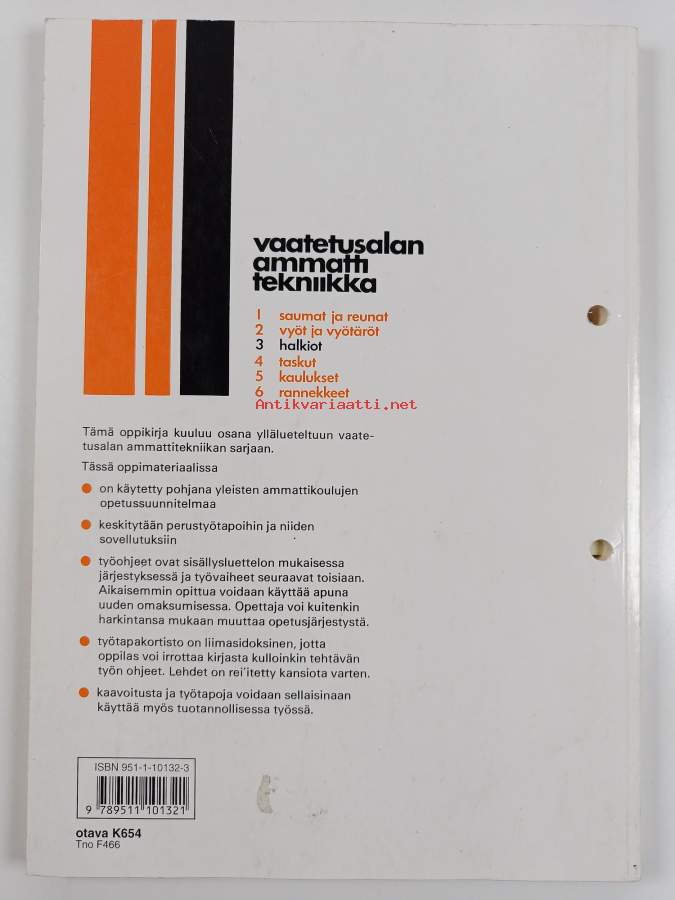 vaatetusalan
ammatti
tekniikka
1 saumat ja reunat
2 vyöt ja vyötäröt
3 halkiot
4 taskut
5 kaulukset
6 rannekkeet
Antikvariaatti.net
Tämä oppikirja kuuluu osana yllälueteltuun vaate-
tusalan ammattitekniikan sarjaan.
Tässä oppimateriaalissa
● on käytetty pohjana yleisten ammattikoulujen
opetussuunnitelmaa
● keskitytään perustyötapoihin ja niiden
sovellutuksiin
● työohjeet ovat sisällysluettelon mukaisessa
järjestyksessä ja työvaiheet seuraavat toisiaan.
Aikaisemmin opittua voidaan käyttää apuna
uuden omaksumisessa. Opettaja voi kuitenkin
harkintansa mukaan muuttaa opetusjärjestystä.
● työtapakortisto on liimasidoksinen, jotta
oppilas voi irrottaa kirjasta kulloinkin tehtävän
työn ohjeet. Lehdet on rei'itetty kansiota varten.
● kaavoitusta ja työtapoja voidaan sellaisinaan
käyttää myös tuotannollisessa työssä.
ISBN 951-1-10132-3
9 789511 101321
otava K654
Tno F466